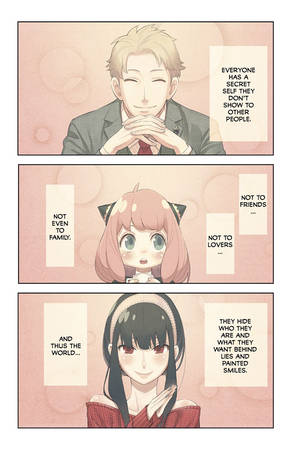 EVERYONE
HAS A
SECRET
SELF THEY
DON'T
SHOW TO
OTHER
PEOPLE.
NOT TO
FRIENDS
...
NOT TO
LOVERS
...
NOT
EVEN TO
FAMILY.
THEY HIDE
WHO THEY
ARE AND
WHAT THEY
WANT BEHIND
LIES AND
PAINTED
SMILES.
AND
THUS THE
WORLD...